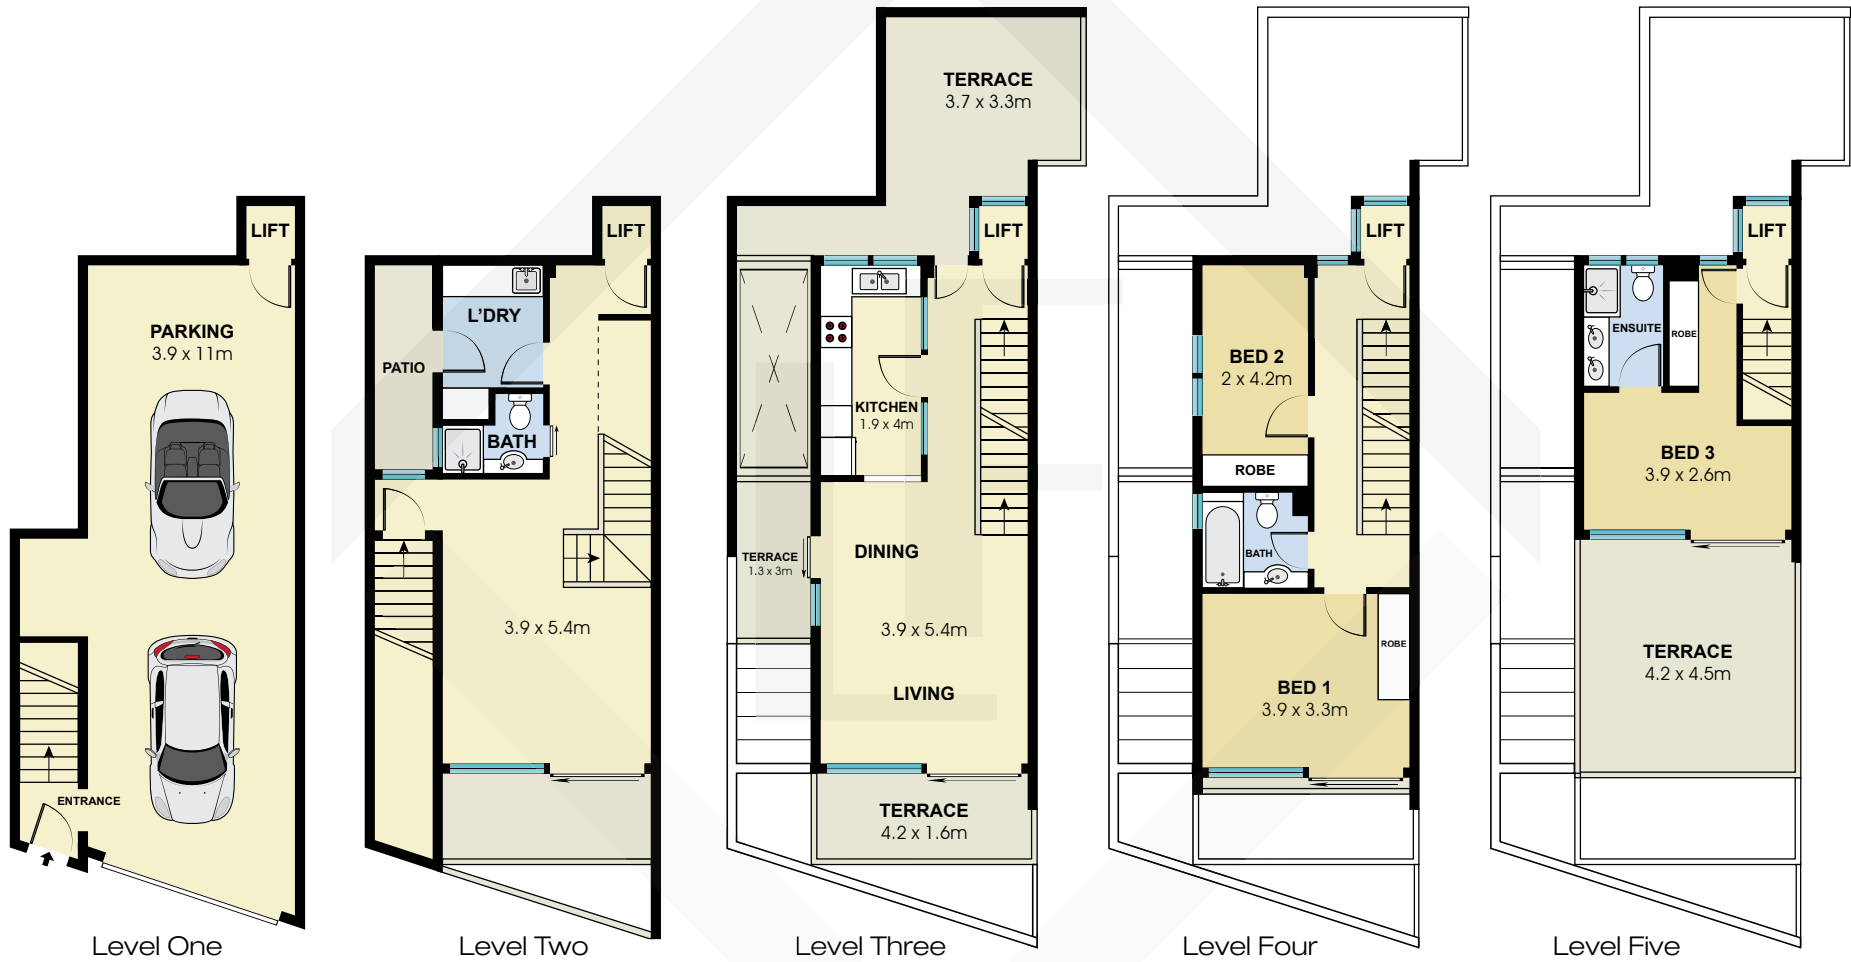 LIFT
PARKING
3.9 x 11m
ENTRANCE
Level One
LIFT
L'DRY
PATIO
BATH
3.9 x 5.4m
Level Two
TERRACE
3.7 x 3.3m
LIFT
KITCHEN
1.9 x 4m
DINING
TERRACE
1.3 x 3m
3.9 x 5.4m
LIVING
TERRACE
4.2 x 1.6m
Level Three
LIFT
BED 2
2 x 4.2m
ROBE
BATH
ROBE
BED 1
3.9 x 3.3m
Level Four
LIFT
ENSUITE
ROBE
BED 3
3.9 x 2.6m
TERRACE
4.2 x 4.5m
Level Five